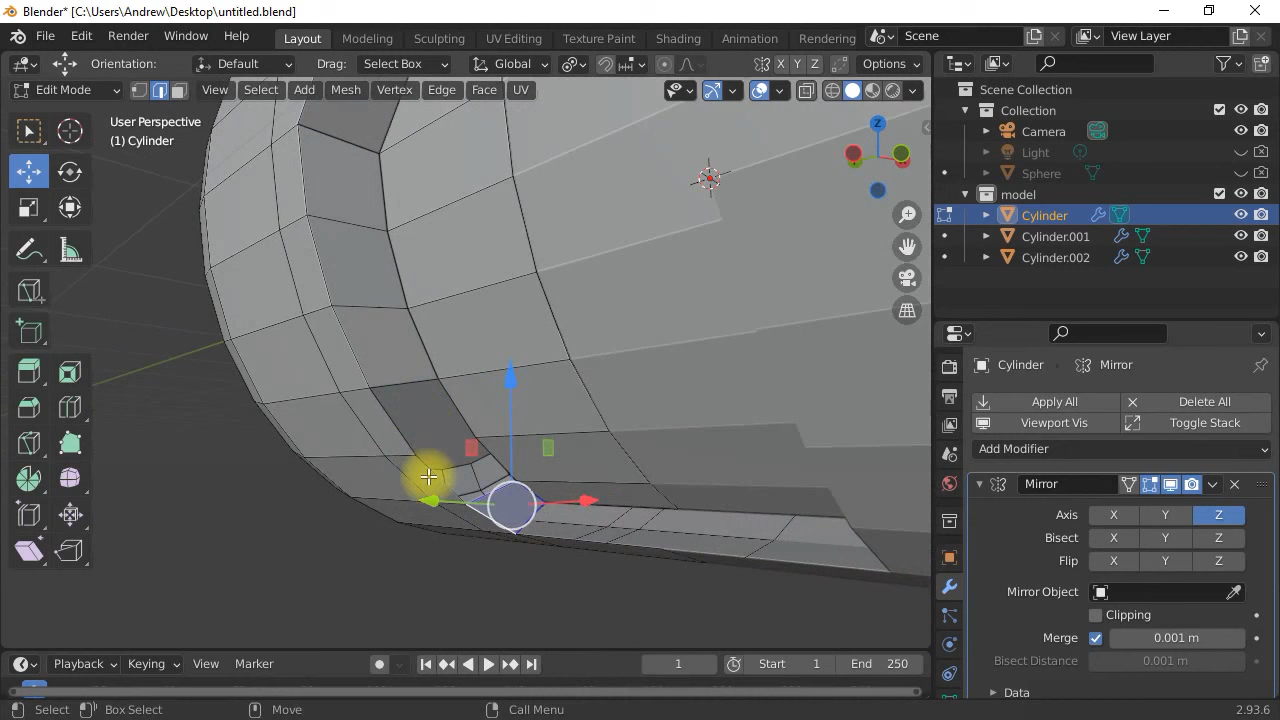 Blender* [C:\Users\Andrew\Desktop\untitled.blend]
File Edit Render Window Help
Layout Modeling Sculpting UV Editing Texture Paint Shading Animation Rendering
Scene
View Layer
Orientation: Default Drag: Select Box Global X Y Z Options
Edit Mode View Select Add Mesh Vertex Edge Face UV
User Perspective
(1) Cylinder
Z
Scene Collection
Collection
Camera
Light
Sphere
model
Cylinder
Cylinder.001
Cylinder.002
Cylinder Mirror
Apply All Delete All
Viewport Vis Toggle Stack
Add Modifier
Mirror
Axis X Y Z
Bisect X Y Z
Flip X Y Z
Mirror Object
Clipping
Merge 0.001 m
Bisect Distance 0.001 m
Data
Playback Keying View Marker 1 Start 1 End 250
Select Box Select Move Call Menu 2.93.6